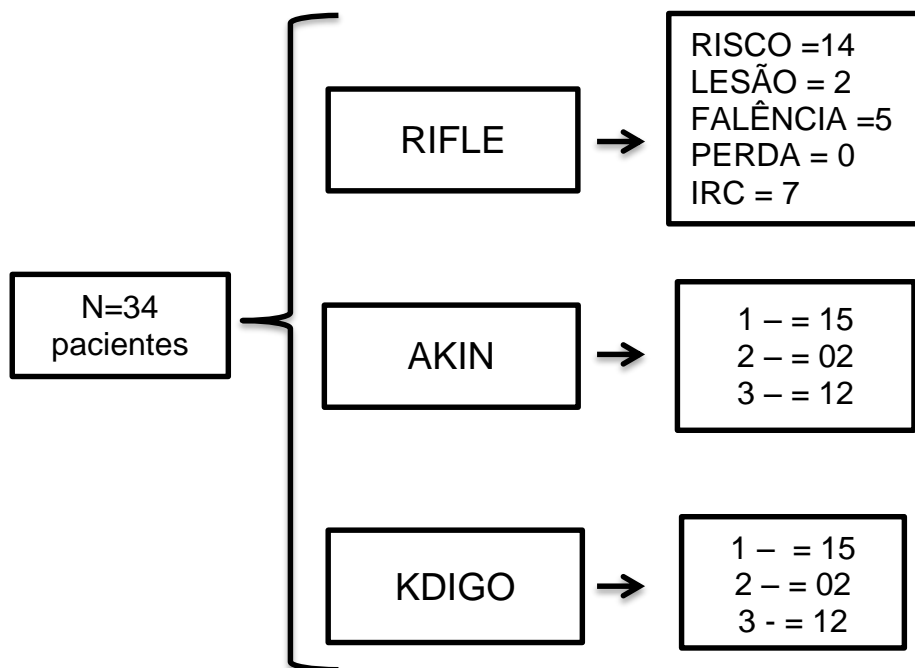 N=34
pacientes
RIFLE
RISCO =14
LESÃO = 2
FALÊNCIA =5
PERDA = 0
IRC = 7
AKIN
1 – = 15
2 – = 02
3 – = 12
KDIGO
1 – = 15
2 – = 02
3 - = 12